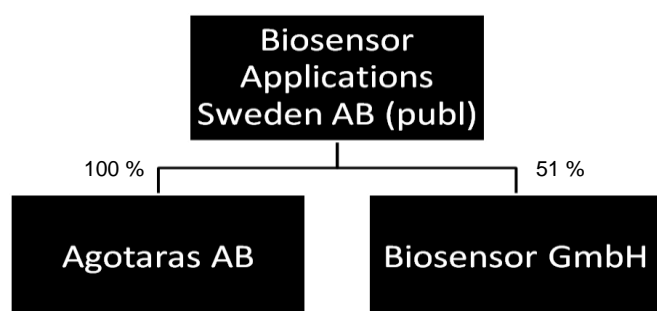 Biosensor
Applications
Sweden AB (publ)
100 %
51 %
Agotaras AB
Biosensor GmbH